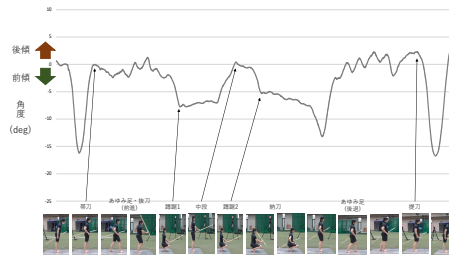 10
5
0
-5
-10
-15
-20
-25
後傾
前傾
角度
(deg)
帯刀
あゆみ足・抜刀
(前進)
蹲踞1
中段
蹲踞2
納刀
あゆみ足
(後退)
提刀